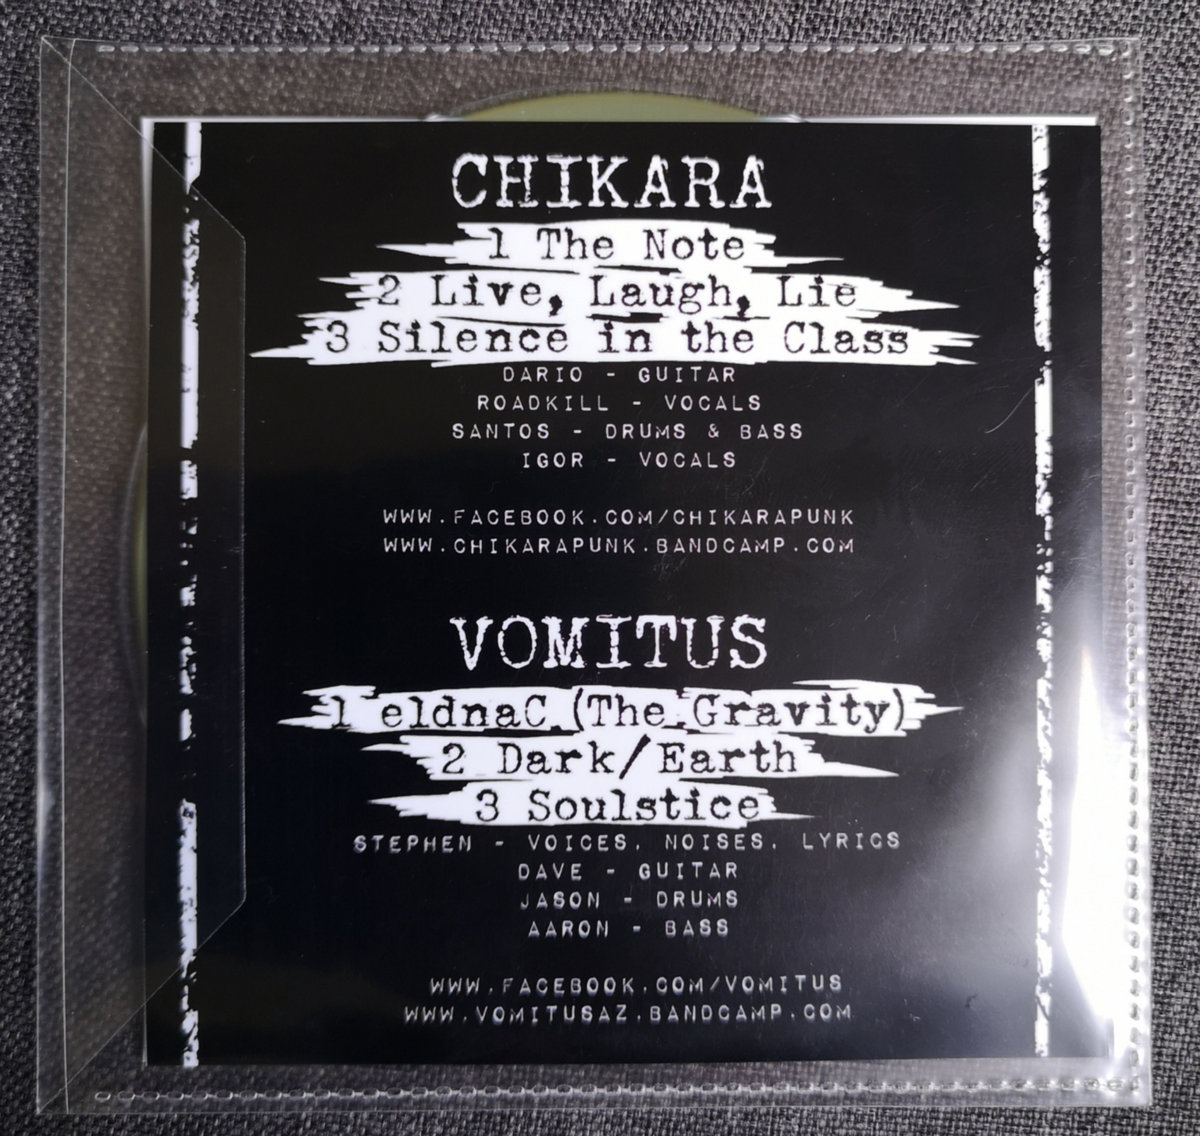 CHIKARA
1 The Note
2 Live, Laugh, Lie
3 Silence in the Class
DARIO - GUITAR
ROADKILL - VOCALS
SANTOS - DRUMS & BASS
IGOR - VOCALS
WWW.FACEBOOK.COM/CHIKARAPUNK
WWW.CHIKARAPUNK.BANDCAMP.COM
VOMITUS
1 eldnaC (The Gravity)
2 Dark/Earth
3 Soulstice
STEPHEN - VOICES, NOISES, LYRICS
DAVE - GUITAR
JASON - DRUMS
AARON - BASS
WWW.FACEBOOK.COM/VOMITUS
WWW.VOMITUSAZ.BANDCAMP.COM